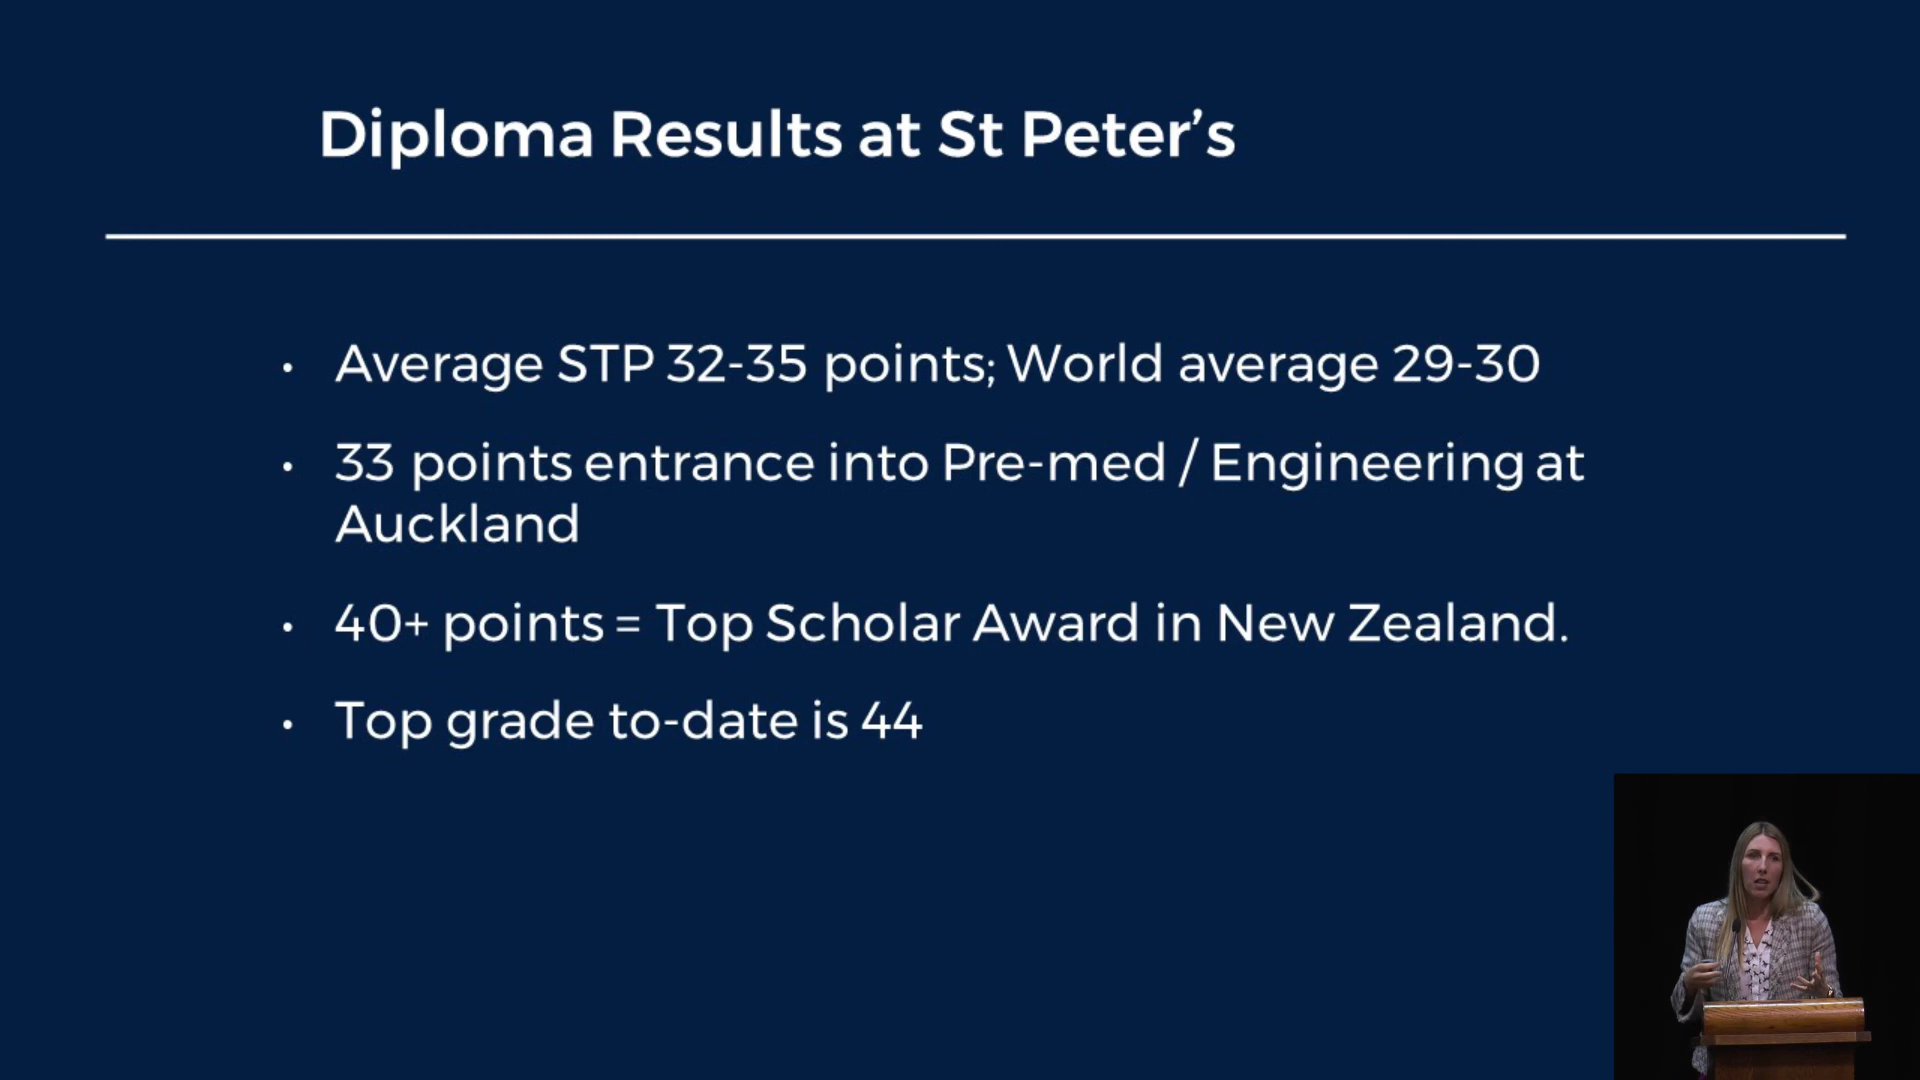 Diploma Results at St Peter’s
• Average STP 32-35 points; World average 29-30
• 33 points entrance into Pre-med / Engineering at
Auckland
• 40+ points = Top Scholar Award in New Zealand.
• Top grade to-date is 44